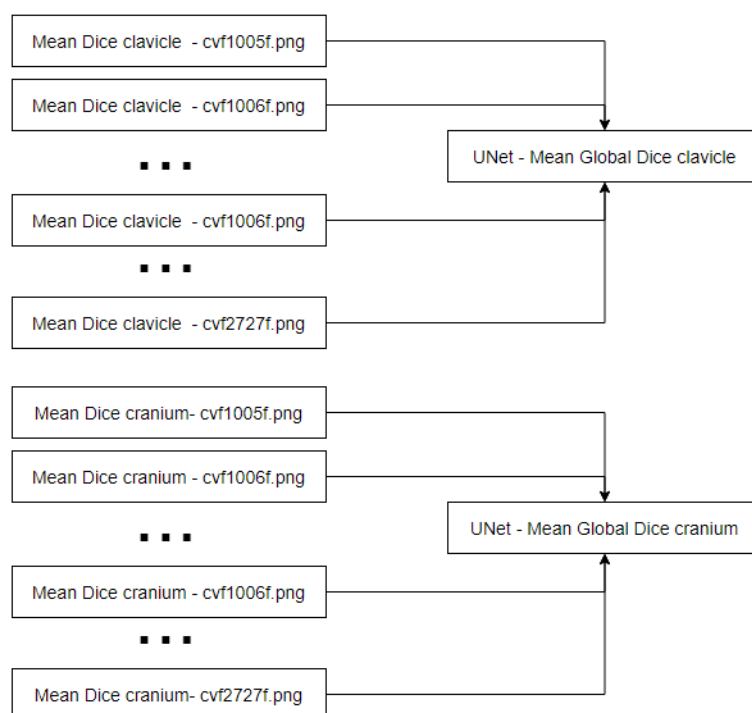 Mean Dice clavicle - cvf1005f.png
Mean Dice clavicle - cvf1006f.png
UNet - Mean Global Dice clavicle
Mean Dice clavicle - cvf1006f.png
Mean Dice clavicle - cvf2727f.png
Mean Dice cranium- cvf1005f.png
Mean Dice cranium - cvf1006f.png
UNet - Mean Global Dice cranium
Mean Dice cranium - cvf1006f.png
Mean Dice cranium- cvf2727f.png